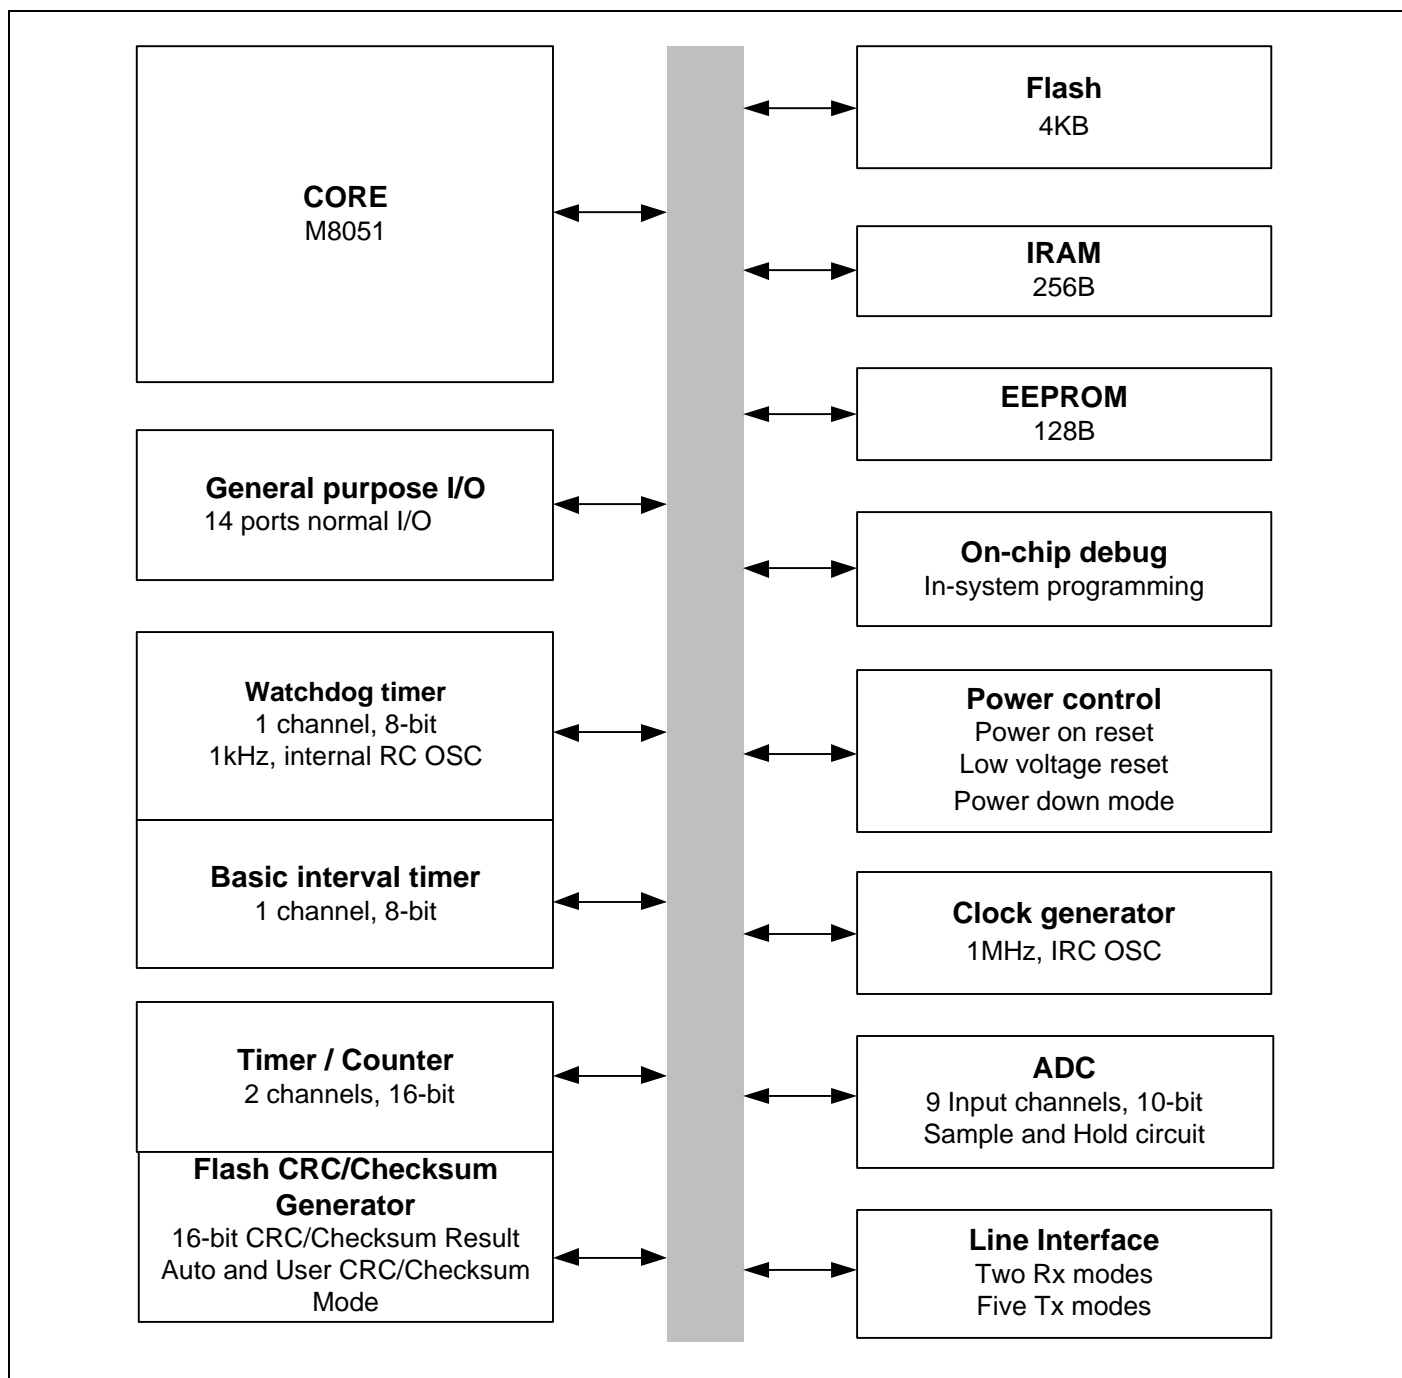 CORE
M8051
General purpose I/O
14 ports normal I/O
Watchdog timer
1 channel, 8-bit
1kHz, internal RC OSC
Basic interval timer
1 channel, 8-bit
Timer / Counter
2 channels, 16-bit
Flash CRC/Checksum
Generator
16-bit CRC/Checksum Result
Auto and User CRC/Checksum
Mode
Flash
4KB
IRAM
256B
EEPROM
128B
On-chip debug
In-system programming
Power control
Power on reset
Low voltage reset
Power down mode
Clock generator
1MHz, IRC OSC
ADC
9 Input channels, 10-bit
Sample and Hold circuit
Line Interface
Two Rx modes
Five Tx modes